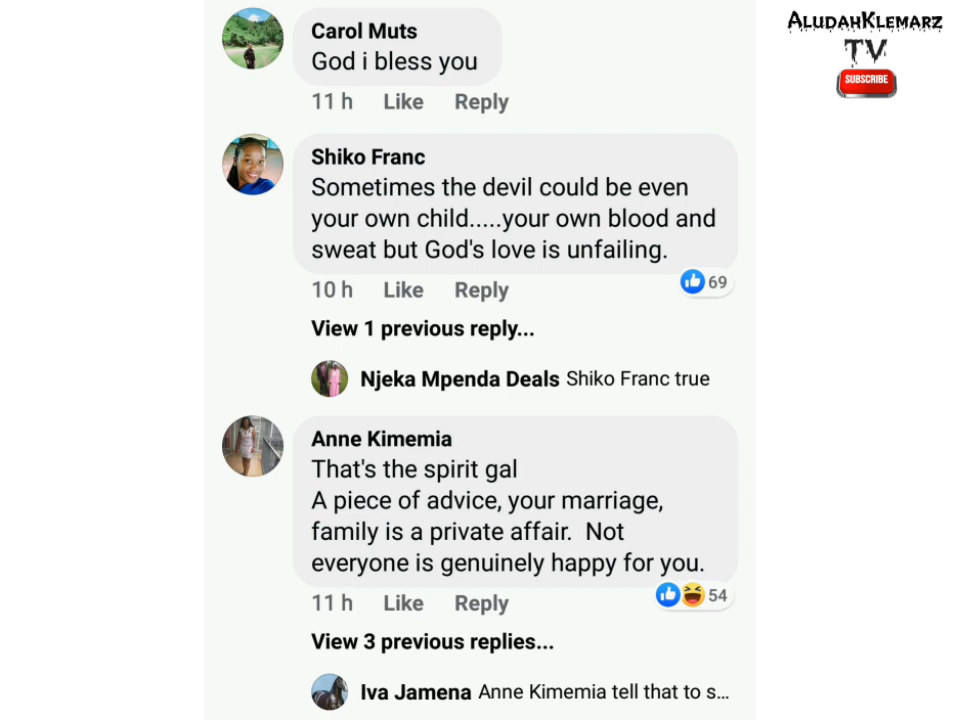 AludahKlemarz
TV
SUBSCRIBE
Carol Muts
God i bless you
11 h Like Reply
Shiko Franc
Sometimes the devil could be even
your own child.....your own blood and
sweat but God's love is unfailing.
10 h Like Reply 69
View 1 previous reply...
Njeka Mpenda Deals Shiko Franc true
Anne Kimemia
That's the spirit gal
A piece of advice, your marriage,
family is a private affair. Not
everyone is genuinely happy for you.
11 h Like Reply 54
View 3 previous replies...
Iva Jamena Anne Kimemia tell that to s...